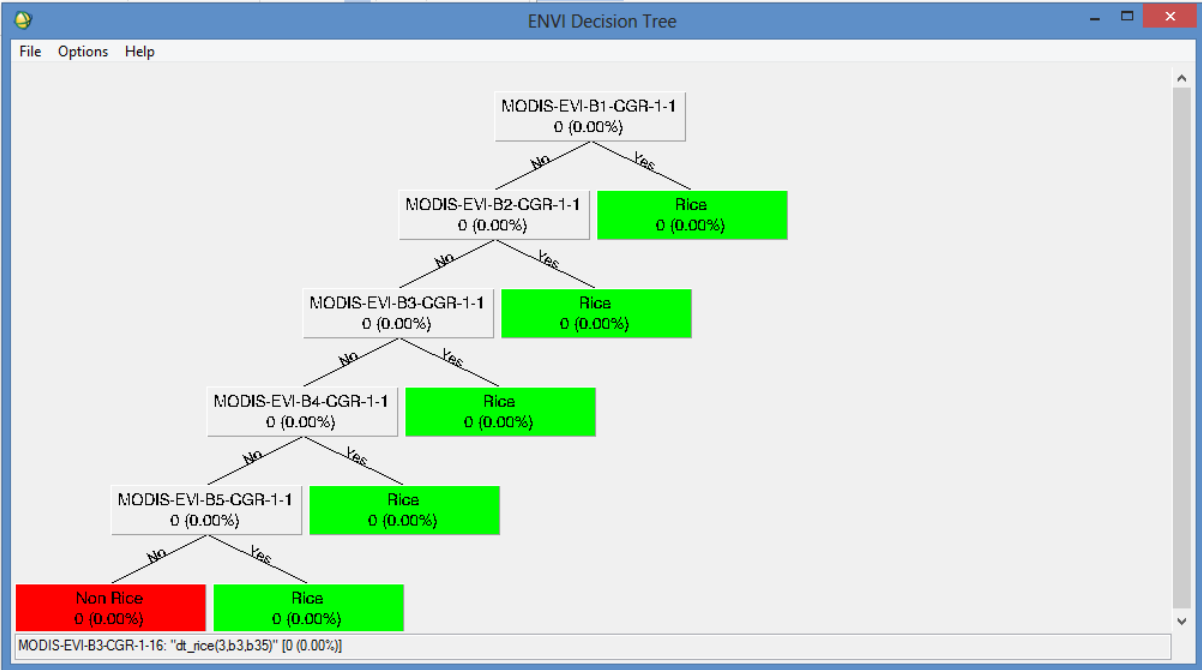 ENVI Decision Tree
File Options Help
MODIS-EVI-B1-CGR-1-1
0 (0.00%)
No Yes
MODIS-EVI-B2-CGR-1-1
0 (0.00%)
Rice
0 (0.00%)
No Yes
MODIS-EVI-B3-CGR-1-1
0 (0.00%)
Rice
0 (0.00%)
No Yes
MODIS-EVI-B4-CGR-1-1
0 (0.00%)
Rice
0 (0.00%)
No Yes
MODIS-EVI-B5-CGR-1-1
0 (0.00%)
Rice
0 (0.00%)
No Yes
Non Rice
0 (0.00%)
Rice
0 (0.00%)
MODIS-EVI-B3-CGR-1-16: "dt_rice(3,b3,b35)" [0 (0.00%)]